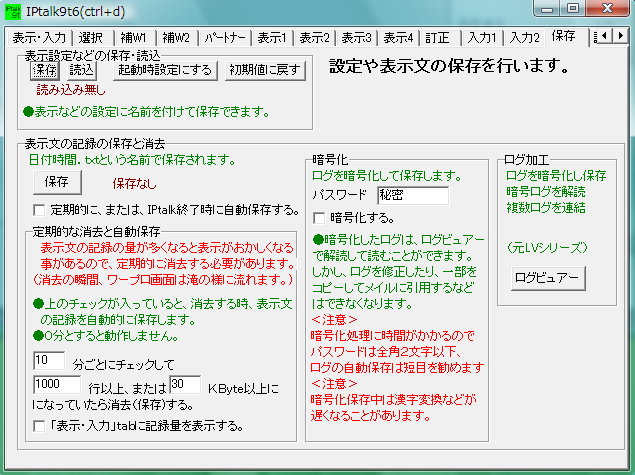 IPtalk9t6(ctrl+d)
表示・入力 選択 補W1 補W2 パートナー 表示1 表示2 表示3 表示4 訂正 入力1 入力2 保存
表示設定などの保存・読込
保存 読込 起動時設定にする 初期値に戻す
読み込み無し
●表示などの設定に名前を付けて保存できます。
設定や表示文の保存を行います。
表示文の記録の保存と消去
日付時間．txtという名前で保存されます。
保存 保存なし
定期的に、または、IPtalk終了時に自動保存する。
定期的な消去と自動保存
表示文の記録の量が多くなると表示がおかしくなる
事があるので、定期的に消去する必要があります。
（消去の瞬間、ワープロ画面は滝の様に流れます。）
●上のチェックが入っていると、消去する時、表示文
の記録を自動的に保存します。
●0分とすると動作しません。
10 分ごとにチェックして
1000 行以上、または 30 KByte以上に
になっていたら消去（保存）する。
「表示・入力」tabに記録量を表示する。
暗号化
ログを暗号化して保存します。
パスワード 秘密
暗号化する。
●暗号化したログは、ログビュアー
で解読して読むことができます。
しかし、ログを修正したり、一部を
コピーしてメイルに引用するなど
はできなくなります。
＜注意＞
暗号化処理に時間がかかるので
パスワードは全角2文字以下、
ログの自動保存は短目を勧めます
＜注意＞
暗号化保存中は漢字変換などが
遅くなることがあります。
ログ加工
ログを暗号化し保存
暗号ログを解読
複数ログを連結
（元LVシリーズ）
ログビュアー